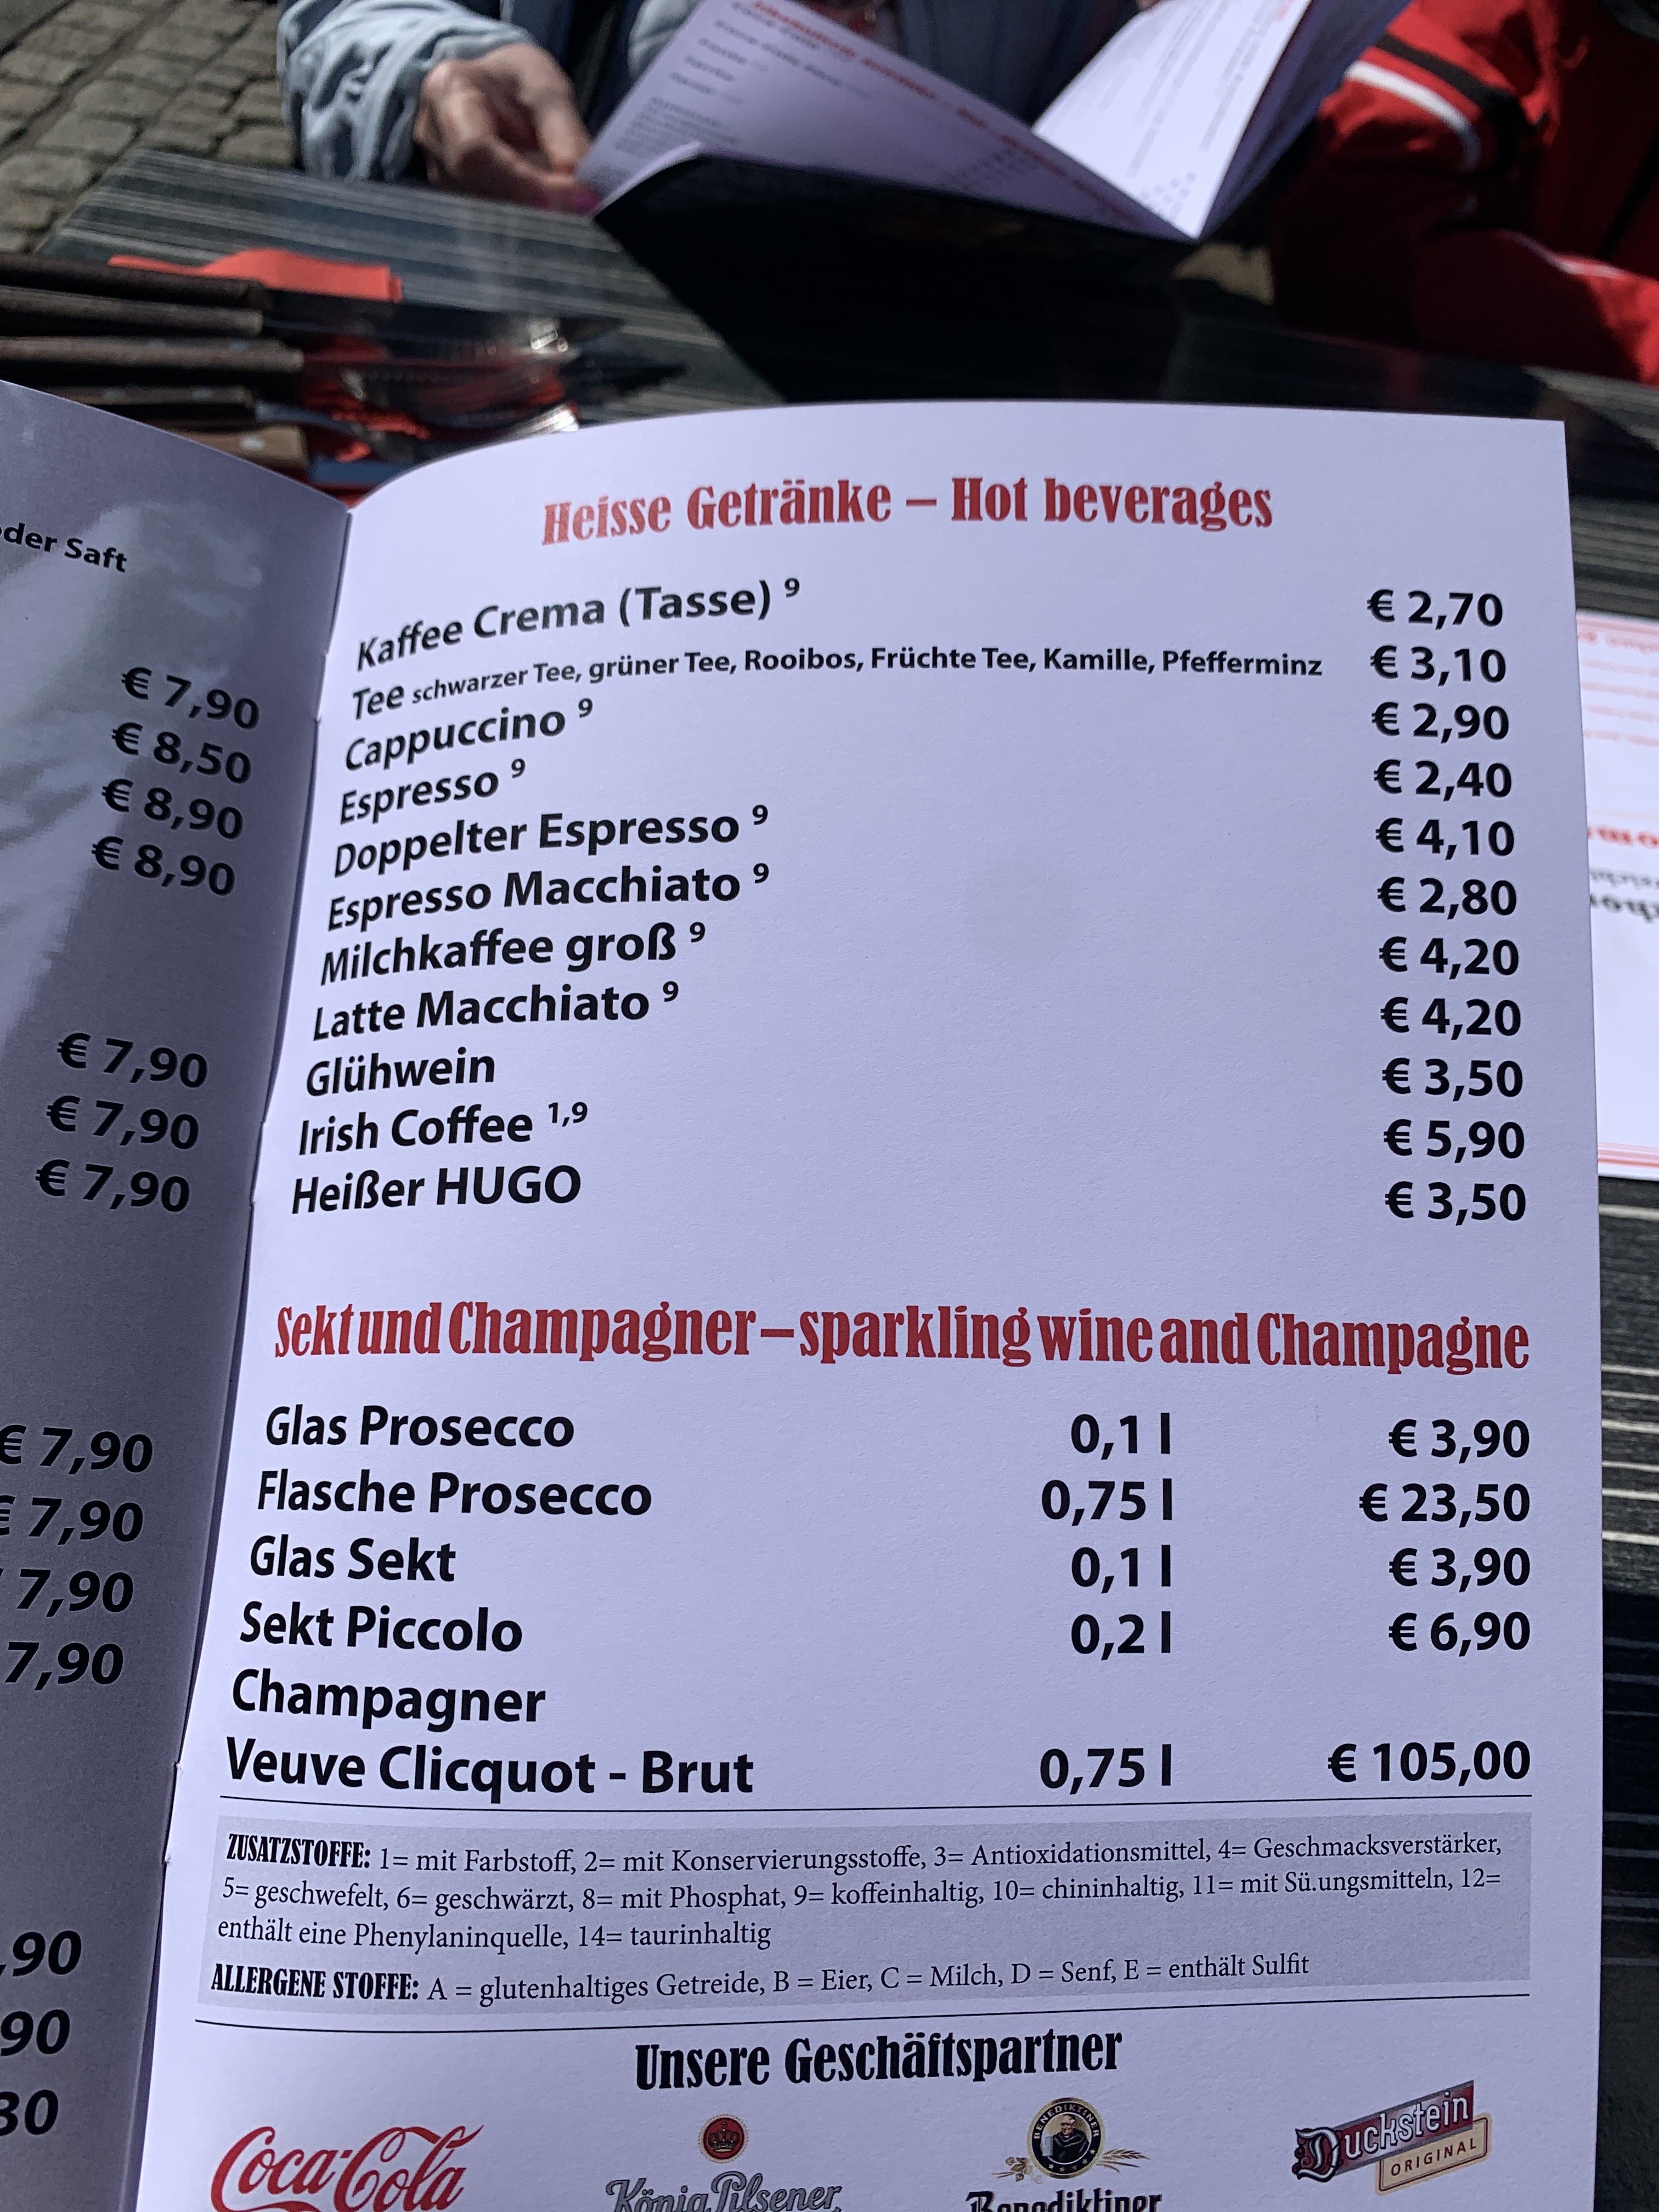 oder Saft
€ 7,90
€ 8,50
€ 8,90
€ 8,90
€ 7,90
€ 7,90
€ 7,90
€ 7,90
€ 7,90
7,90
7,90
,90
90
30
Heisse Getränke – Hot beverages
Kaffee Crema (Tasse) 9 € 2,70
Tee schwarzer Tee, grüner Tee, Rooibos, Früchte Tee, Kamille, Pfefferminz € 3,10
Cappuccino 9 € 2,90
Espresso 9 € 2,40
Doppelter Espresso 9 € 4,10
Espresso Macchiato 9 € 2,80
Milchkaffee groß 9 € 4,20
Latte Macchiato 9 € 4,20
Glühwein € 3,50
Irish Coffee 1,9 € 5,90
Heißer HUGO € 3,50
Sekt und Champagner – sparkling wine and Champagne
Glas Prosecco 0,1 l € 3,90
Flasche Prosecco 0,75 l € 23,50
Glas Sekt 0,1 l € 3,90
Sekt Piccolo 0,2 l € 6,90
Champagner
Veuve Clicquot - Brut 0,75 l € 105,00
ZUSATZSTOFFE: 1= mit Farbstoff, 2= mit Konservierungsstoffe, 3= Antioxidationsmittel, 4= Geschmacksverstärker,
5= geschwefelt, 6= geschwärzt, 8= mit Phosphat, 9= koffeinhaltig, 10= chininhaltig, 11= mit Sü.ungsmitteln, 12=
enthält eine Phenylaninquelle, 14= taurinhaltig
ALLERGENE STOFFE: A = glutenhaltiges Getreide, B = Eier, C = Milch, D = Senf, E = enthält Sulfit
Unsere Geschäftspartner
Coca-Cola
König Pilsener
BENEDIKTINER
Benediktiner
Duckstein
ORIGINAL